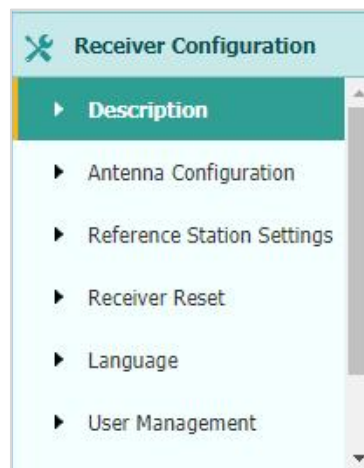 Receiver Configuration
Description
Antenna Configuration
Reference Station Settings
Receiver Reset
Language
User Management